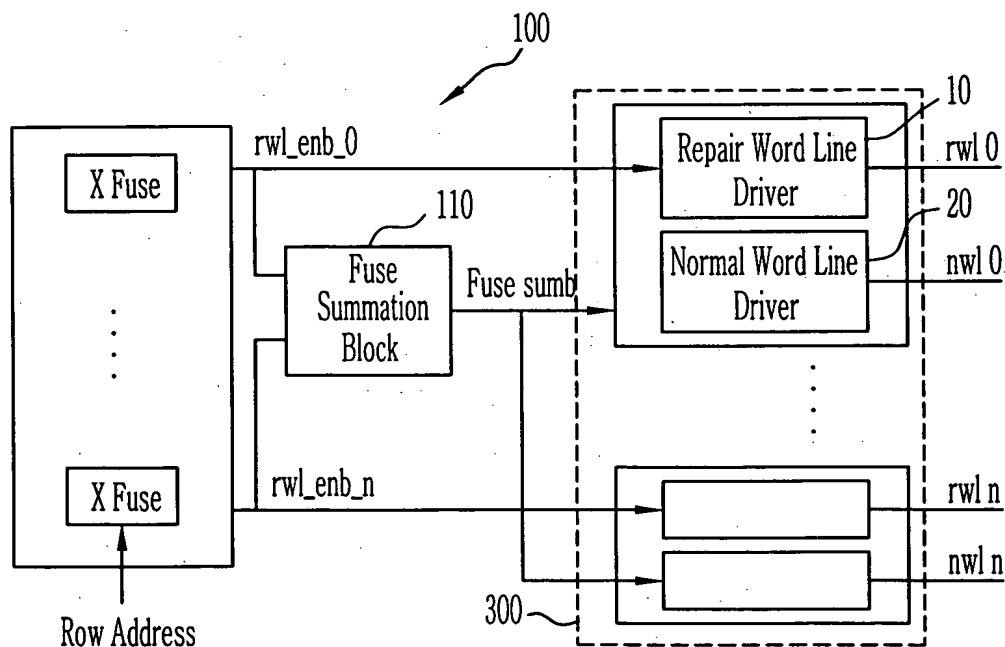 100
10
rwl_enb_0
Repair Word Line
Driver
rwl 0
X Fuse
110
20
Fuse
Summation
Block
Fuse sumb
Normal Word Line
Driver
nwl 0
X Fuse
rwl_enb_n
rwl n
nwl n
300
Row Address